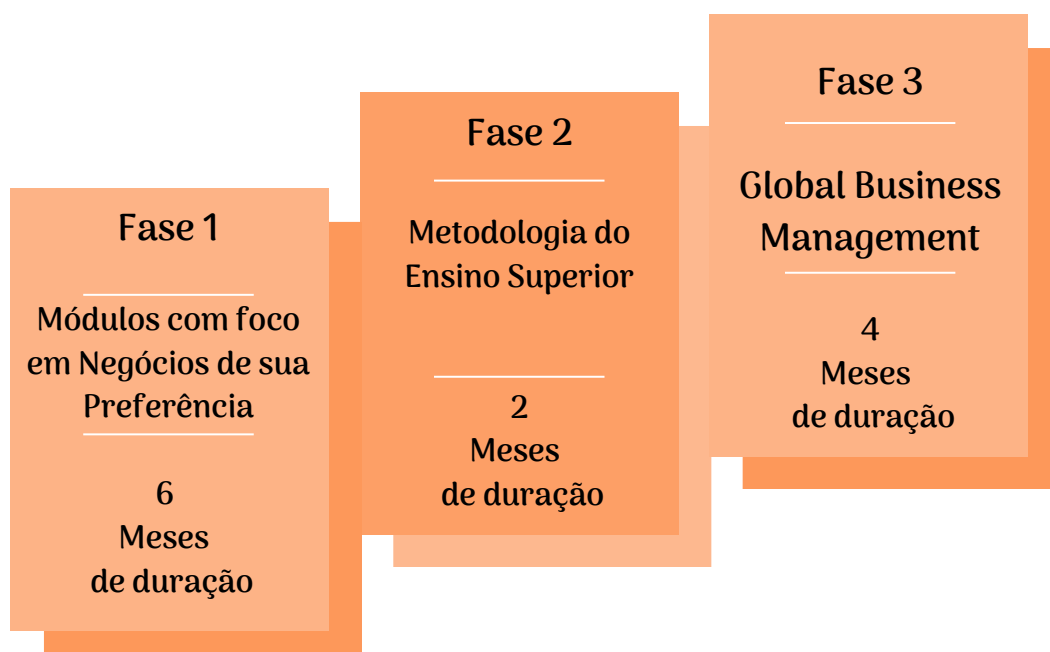 Fase 1
Módulos com foco
em Negócios de sua
Preferência
6
Meses
de duração
Fase 2
Metodologia do
Ensino Superior
2
Meses
de duração
Fase 3
Global Business
Management
4
Meses
de duração